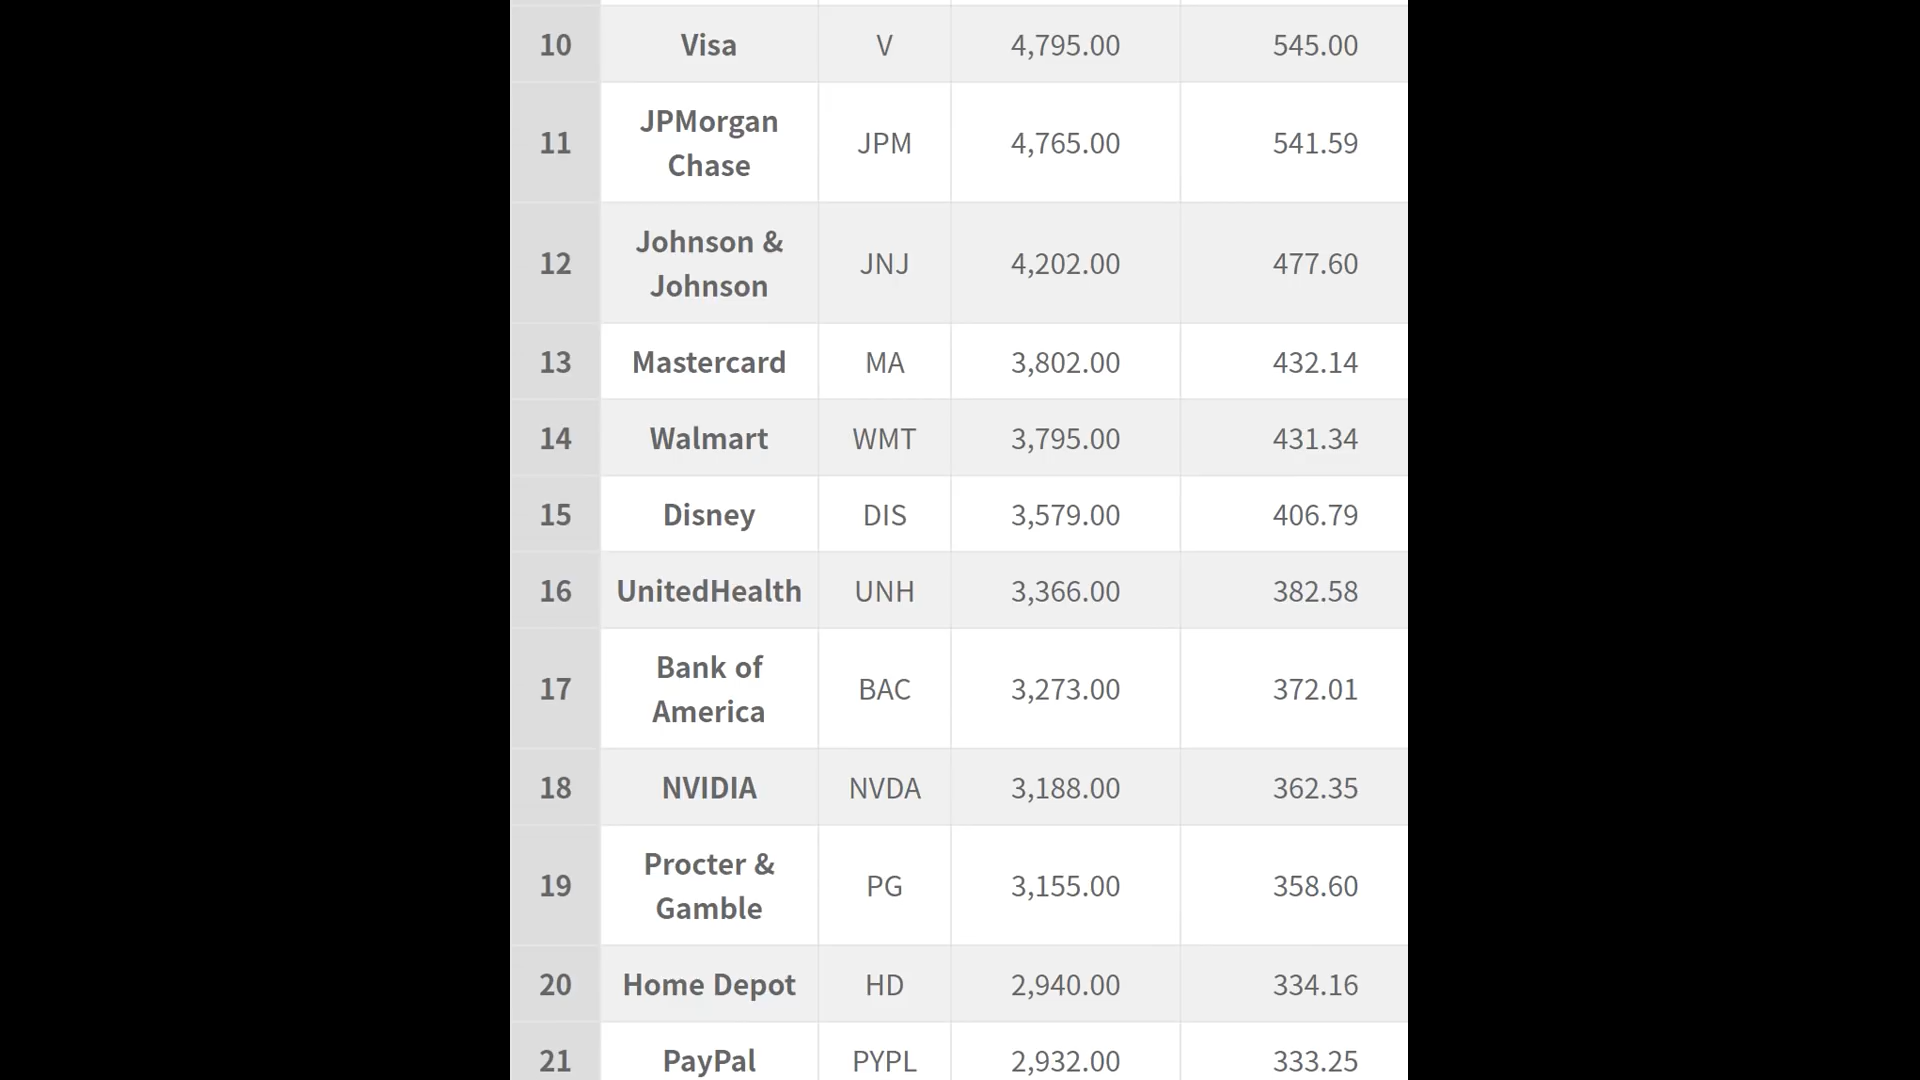 10 Visa V 4,795.00 545.00
JPMorgan
11 JPM 4,765.00 541.59
Chase
Johnson &
12 JNJ 4,202.00 477.60
Johnson
13 Mastercard MA 3,802.00 432.14
14 Walmart WMT 3,795.00 431.34
15 Disney DIS 3,579.00 406.79
16 UnitedHealth UNH 3,366.00 382.58
Bank of
17 BAC 3,273.00 372.01
America
18 NVIDIA NVDA 3,188.00 362.35
Procter &
19 PG 3,155.00 358.60
Gamble
20 Home Depot HD 2,940.00 334.16
21 PayPal PYPL 2,932.00 333.25